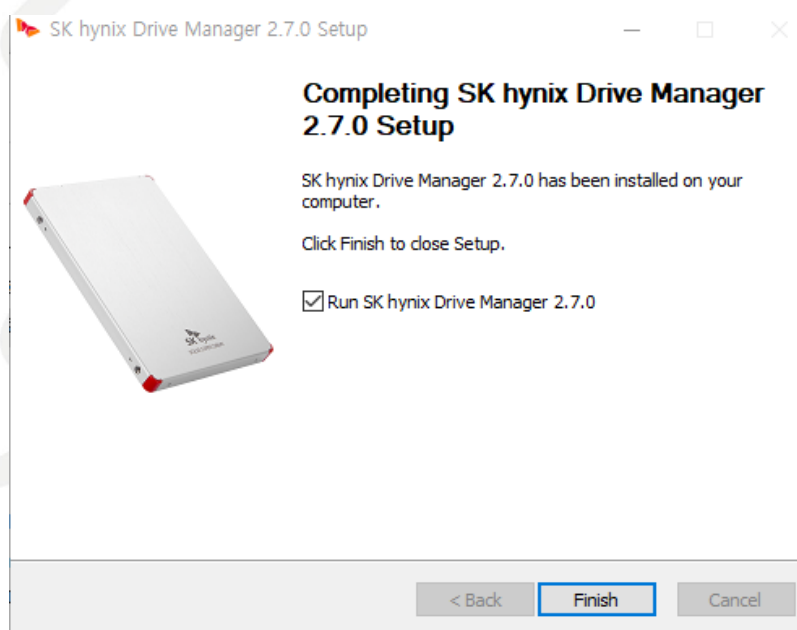 SK hynix Drive Manager 2.7.0 Setup
Completing SK hynix Drive Manager
2.7.0 Setup
SK hynix Drive Manager 2.7.0 has been installed on your
computer.
Click Finish to close Setup.
Run SK hynix Drive Manager 2.7.0
SK hynix
< Back
Finish
Cancel